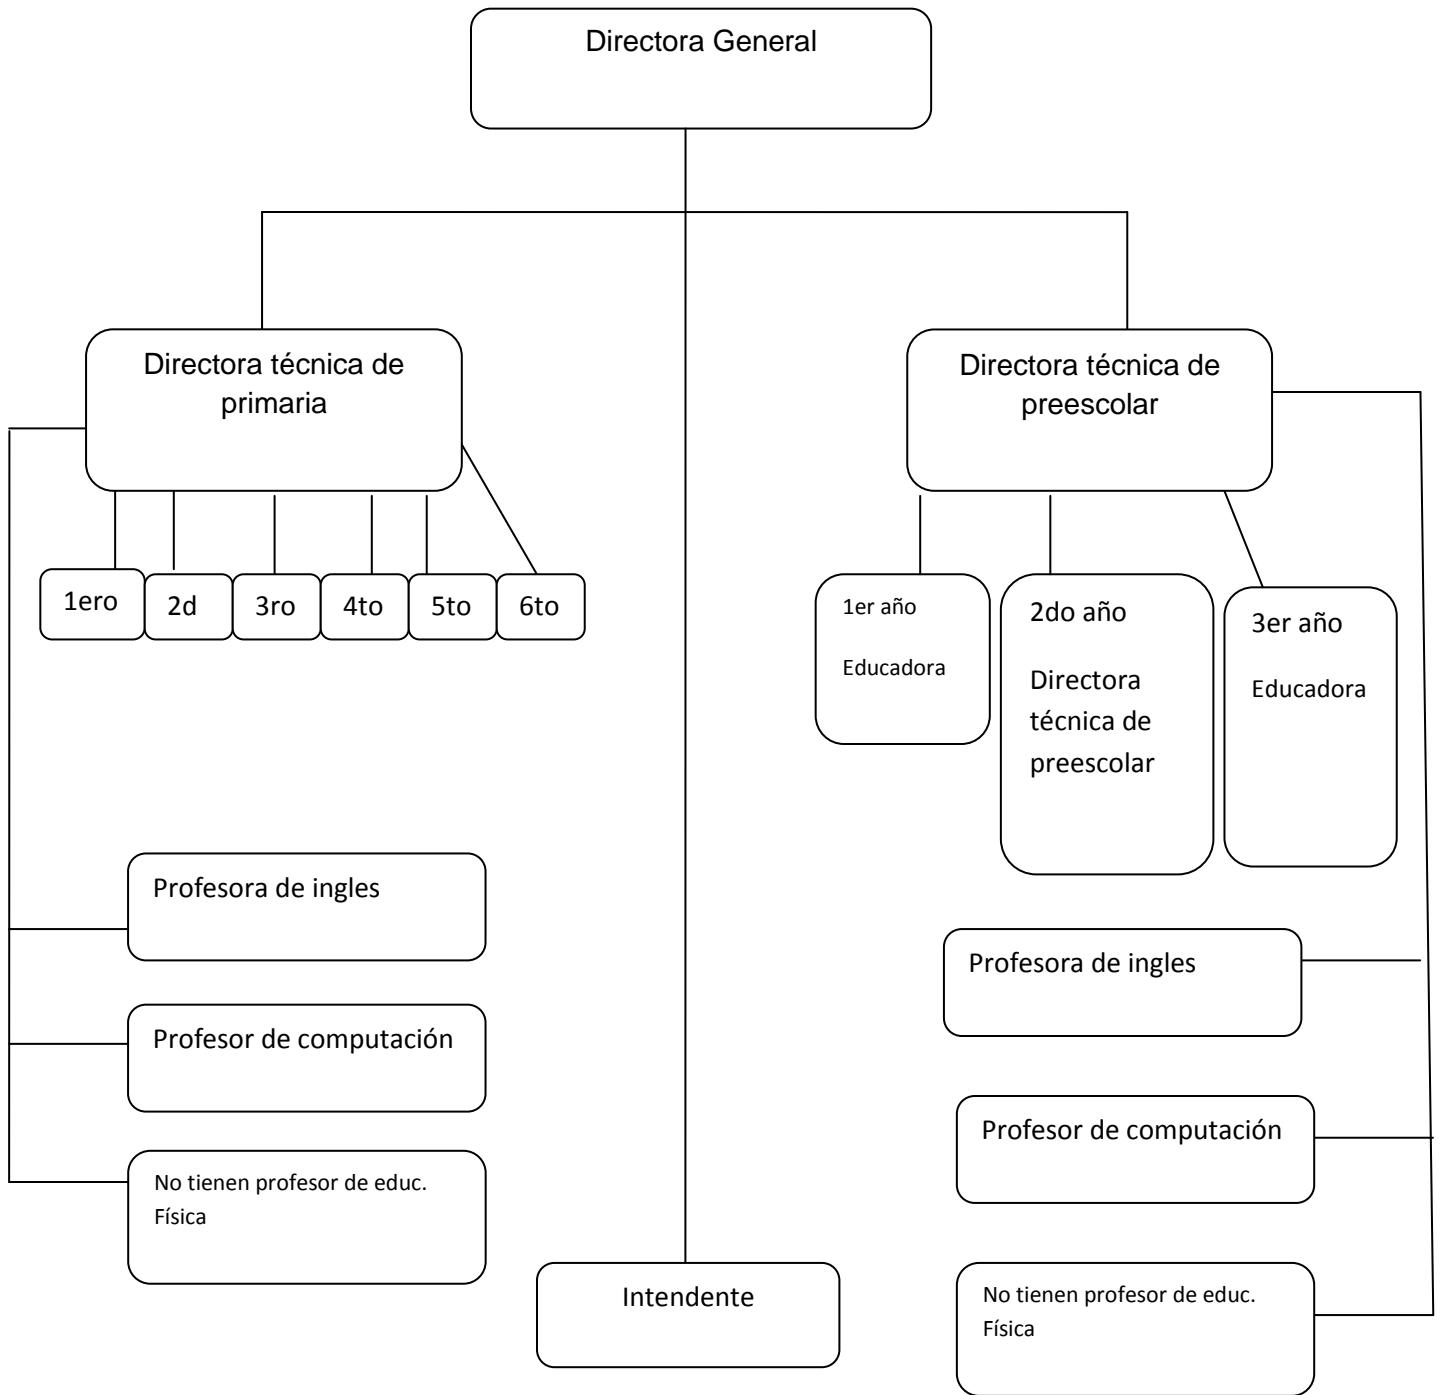 Directora General
Directora técnica de
primaria
Directora técnica de
preescolar
1ero
2d
3ro
4to
5to
6to
1er año
Educadora
2do año
Directora
técnica de
preescolar
3er año
Educadora
Profesora de ingles
Profesor de computación
No tienen profesor de educ.
Física
Profesora de ingles
Profesor de computación
No tienen profesor de educ.
Física
Intendente